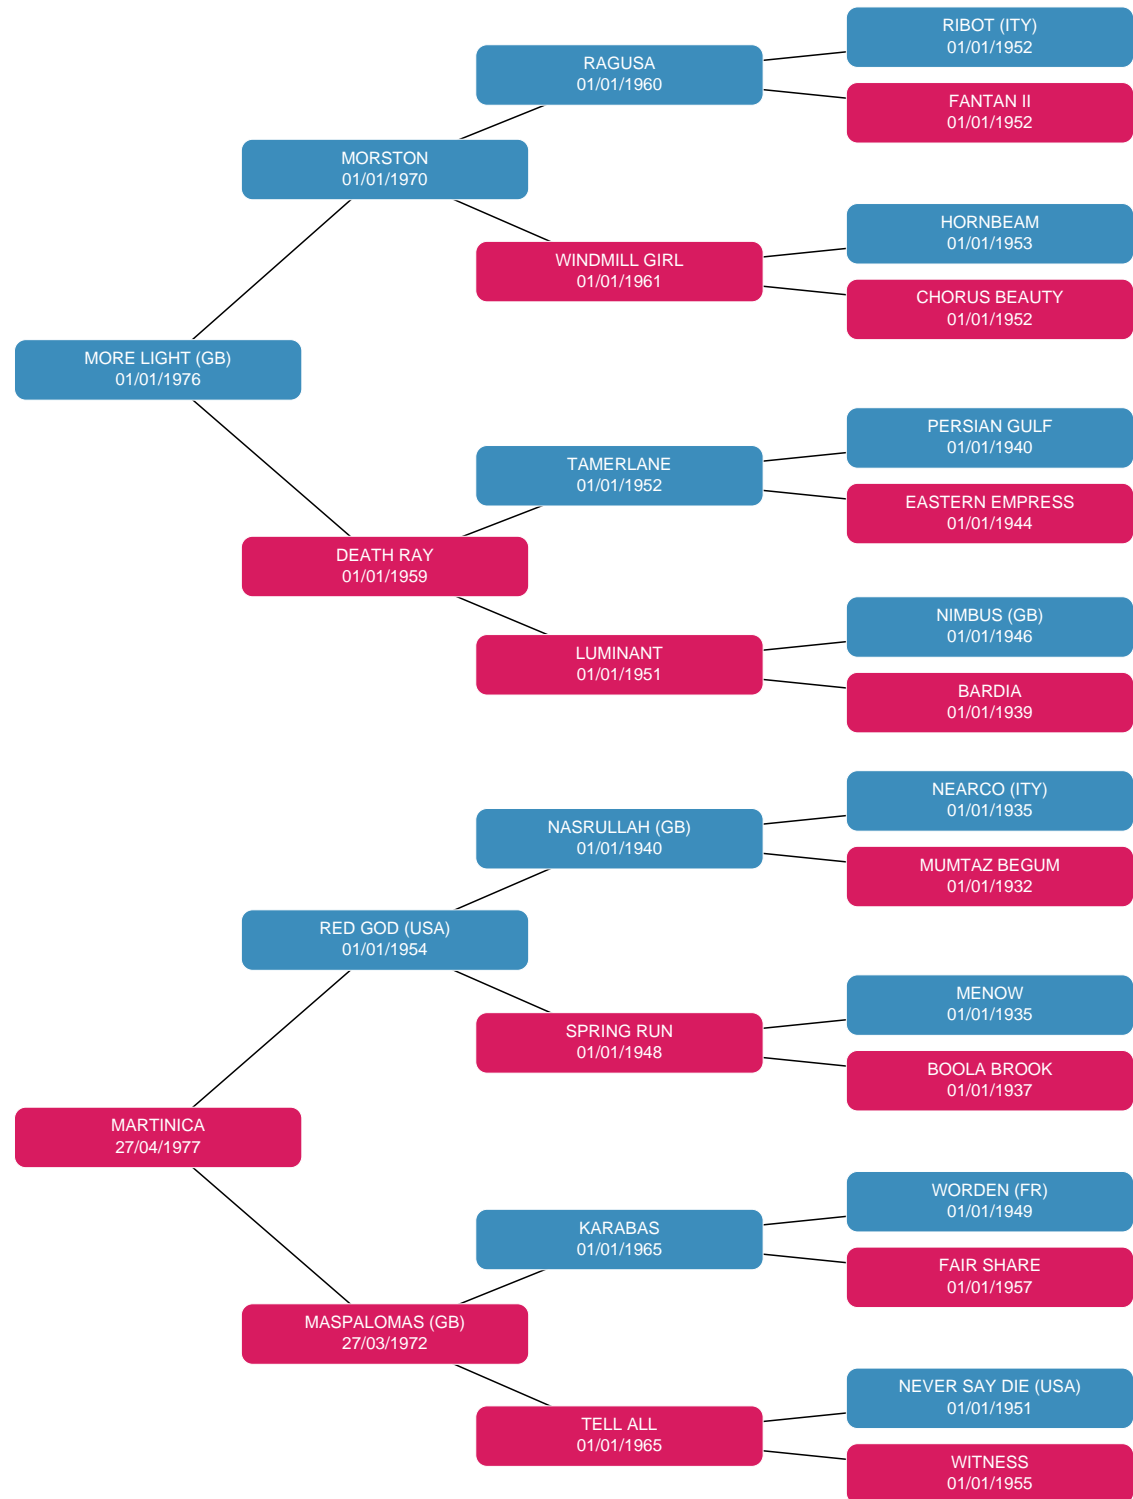 RIBOT (ITY)
01/01/1952
RAGUSA
01/01/1960
FANTAN II
01/01/1952
MORSTON
01/01/1970
HORNBEAM
01/01/1953
WINDMILL GIRL
01/01/1961
CHORUS BEAUTY
01/01/1952
MORE LIGHT (GB)
01/01/1976
PERSIAN GULF
01/01/1940
TAMERLANE
01/01/1952
EASTERN EMPRESS
01/01/1944
DEATH RAY
01/01/1959
NIMBUS (GB)
01/01/1946
LUMINANT
01/01/1951
BARDIA
01/01/1939
NEARCO (ITY)
01/01/1935
NASRULLAH (GB)
01/01/1940
MUMTAZ BEGUM
01/01/1932
RED GOD (USA)
01/01/1954
MENOW
01/01/1935
SPRING RUN
01/01/1948
BOOLA BROOK
01/01/1937
MARTINICA
27/04/1977
WORDEN (FR)
01/01/1949
KARABAS
01/01/1965
FAIR SHARE
01/01/1957
MASPALOMAS (GB)
27/03/1972
NEVER SAY DIE (USA)
01/01/1951
TELL ALL
01/01/1965
WITNESS
01/01/1955